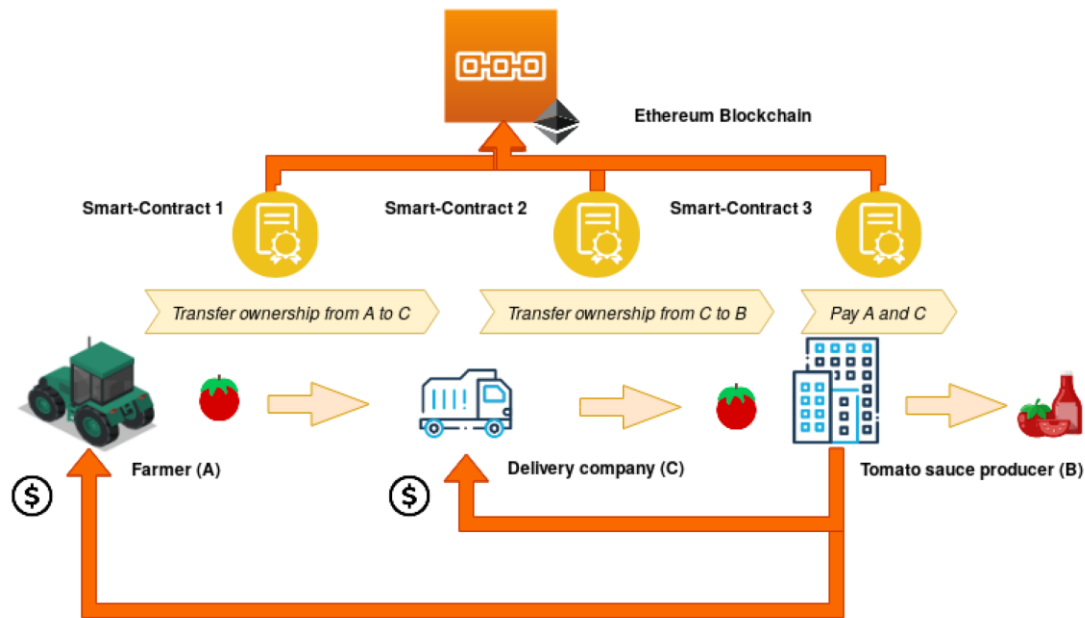 Ethereum Blockchain
Smart-Contract 1
Smart-Contract 2
Smart-Contract 3
Transfer ownership from A to C
Transfer ownership from C to B
Pay A and C
Farmer (A)
Delivery company (C)
Tomato sauce producer (B)
$
$